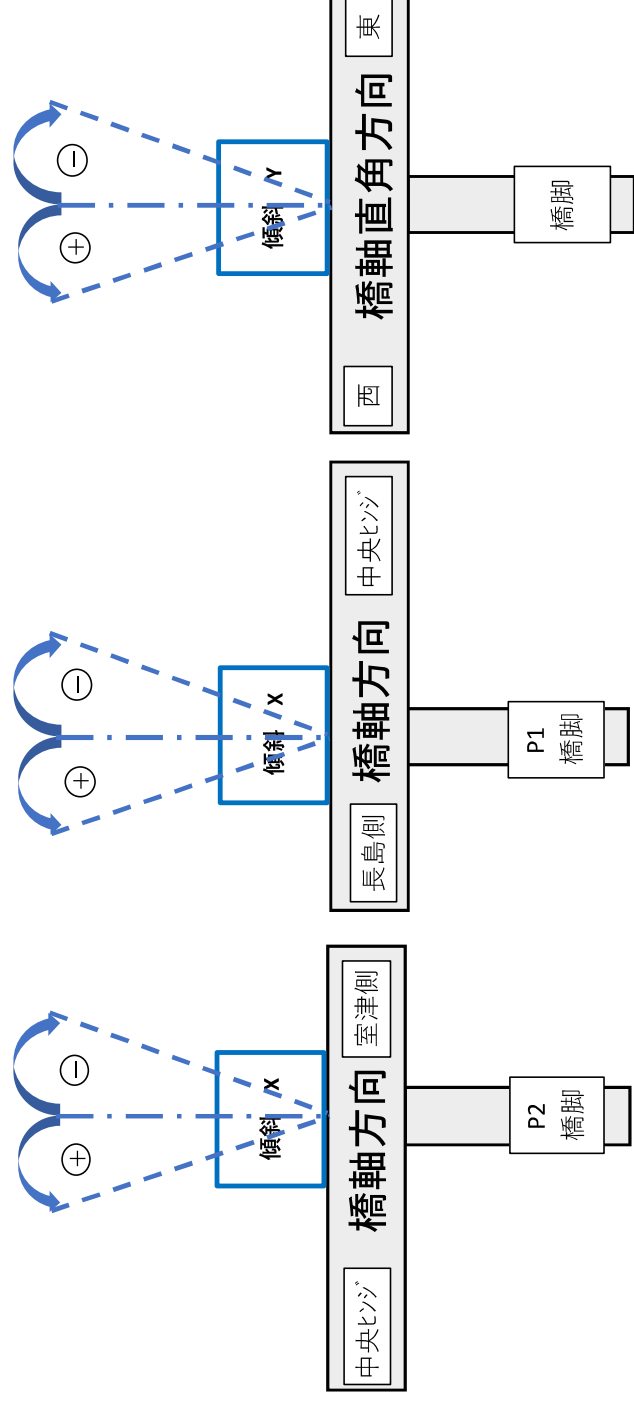 ⊕ ⊖
傾斜 X
中央ヒンジ 橋軸方向 室津側
P2
橋脚
⊕ ⊖
傾斜 X
長島側 橋軸方向 中央ヒンジ
P1
橋脚
⊕ ⊖
傾斜 Y
西 橋軸直角方向 東
橋脚